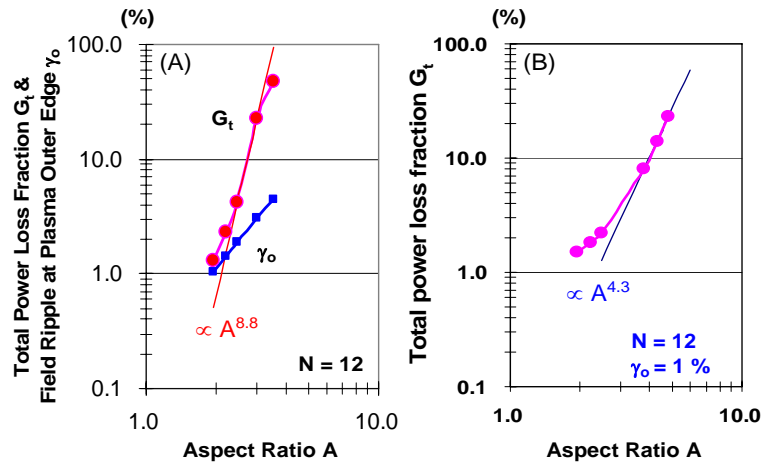 (%)
Total Power Loss Fraction Gt &
Field Ripple at Plasma Outer Edge γo
100.0
10.0
1.0
0.1
(A)
Gt
γo
∝ A^8.8
N = 12
1.0
10.0
Aspect Ratio A
(%)
Total power loss fraction Gt
100.0
10.0
1.0
0.1
(B)
∝ A^4.3
N = 12
γo = 1 %
1.0
10.0
Aspect Ratio A